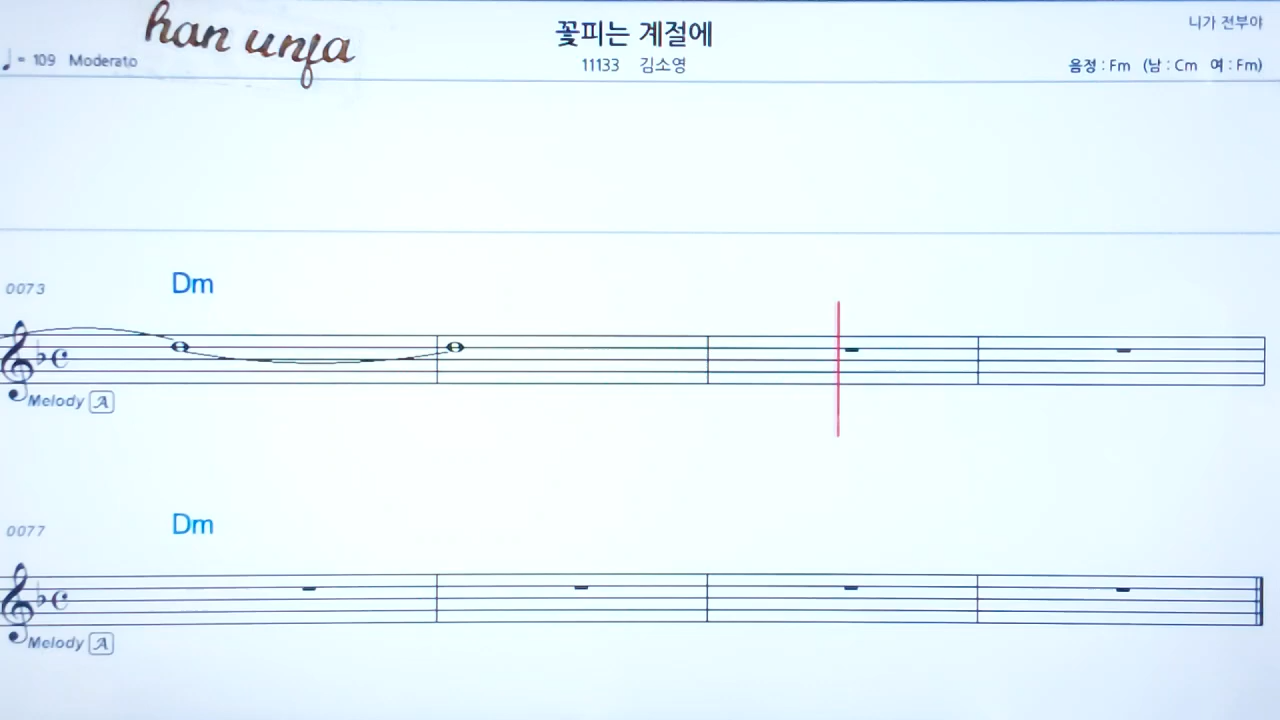 han unfa
꽃피는 계절에
니가 전부야
♩= 109 Moderato
11133 김소영
음정 : Fm (남 : Cm 여 : Fm)
0073
Dm
Melody A
0077
Dm
Melody A